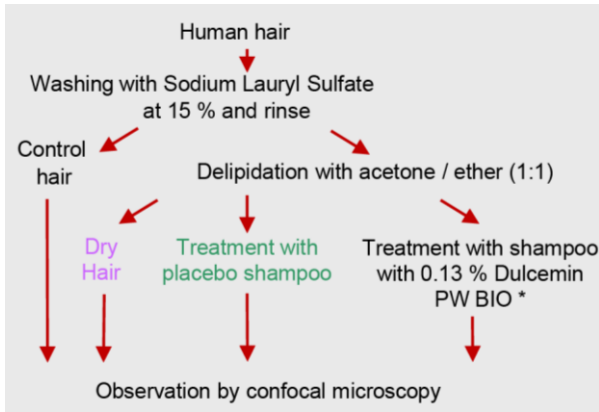 Human hair
Washing with Sodium Lauryl Sulfate
at 15 % and rinse
Control
hair
Delipidation with acetone / ether (1:1)
Dry
Hair
Treatment with
placebo shampoo
Treatment with shampoo
with 0.13 % Dulcemin
PW BIO *
Observation by confocal microscopy